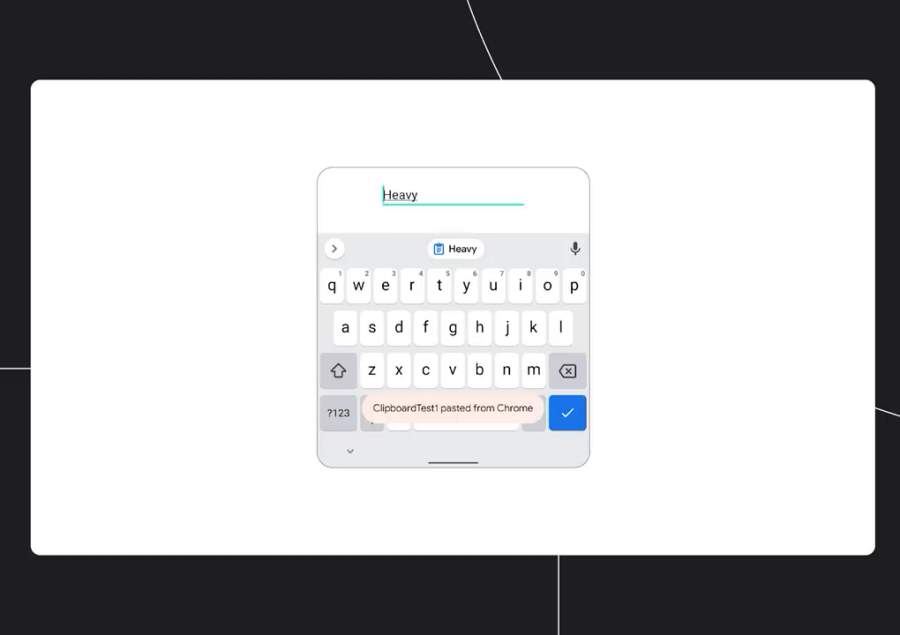 Heavy
Heavy
1 2 3 4 5 6 7 8 9 0
q w e r t y u i o p
a s d f g h j k l
z x c v b n m
?123
ClipboardTest1 pasted from Chrome